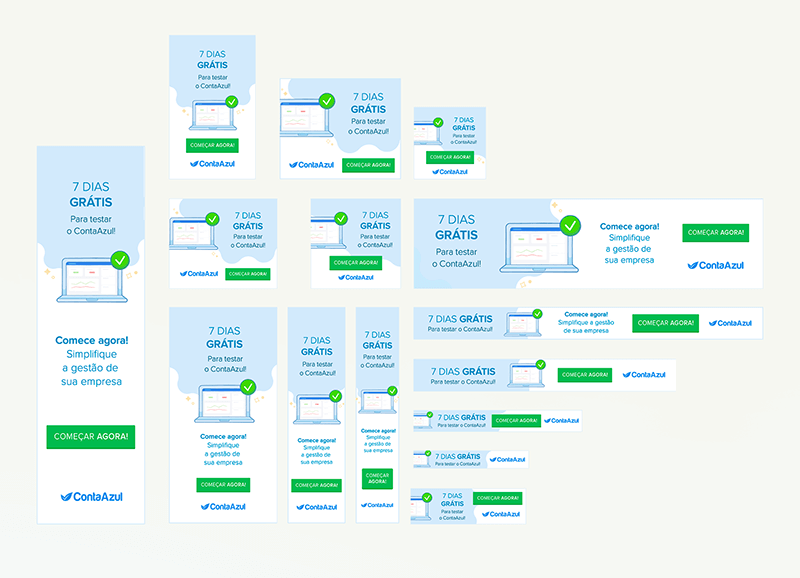 7 DIAS
GRÁTIS
Para testar
o ContaAzul!
Comece agora!
Simplifique
a gestão de
sua empresa
COMEÇAR AGORA!
ContaAzul
7 DIAS
GRÁTIS
Para testar
o ContaAzul!
COMEÇAR AGORA!
ContaAzul
7 DIAS
GRÁTIS
Para testar
o ContaAzul!
ContaAzul
COMEÇAR AGORA!
7 DIAS
GRÁTIS
Para testar
o ContaAzul!
COMEÇAR AGORA!
ContaAzul
7 DIAS
GRÁTIS
Para testar
o ContaAzul!
ContaAzul
COMEÇAR AGORA!
7 DIAS
GRÁTIS
Para testar
o ContaAzul!
COMEÇAR AGORA!
ContaAzul
7 DIAS
GRÁTIS
Para testar
o ContaAzul!
Comece agora!
Simplifique
a gestão de
sua empresa
COMEÇAR AGORA!
ContaAzul
7 DIAS
GRÁTIS
Para testar
o ContaAzul!
Comece agora!
Simplifique
a gestão de
sua empresa
COMEÇAR AGORA!
ContaAzul
7 DIAS
GRÁTIS
Para testar
o ContaAzul!
Comece agora!
Simplifique
a gestão de
sua empresa
COMEÇAR AGORA!
ContaAzul
7 DIAS
GRÁTIS
Para testar
o ContaAzul!
Comece agora!
Simplifique
a gestão de
sua empresa
COMEÇAR
AGORA!
ContaAzul
7 DIAS GRÁTIS
Para testar o ContaAzul!
Comece agora!
Simplifique a gestão
de sua empresa
COMEÇAR AGORA!
ContaAzul
7 DIAS GRÁTIS
Para testar o ContaAzul!
COMEÇAR AGORA!
ContaAzul
7 DIAS GRÁTIS
Para testar o ContaAzul!
COMEÇAR AGORA!
ContaAzul
7 DIAS GRÁTIS
Para testar o ContaAzul!
ContaAzul
7 DIAS
GRÁTIS
Para testar
o ContaAzul!
COMEÇAR AGORA!
ContaAzul